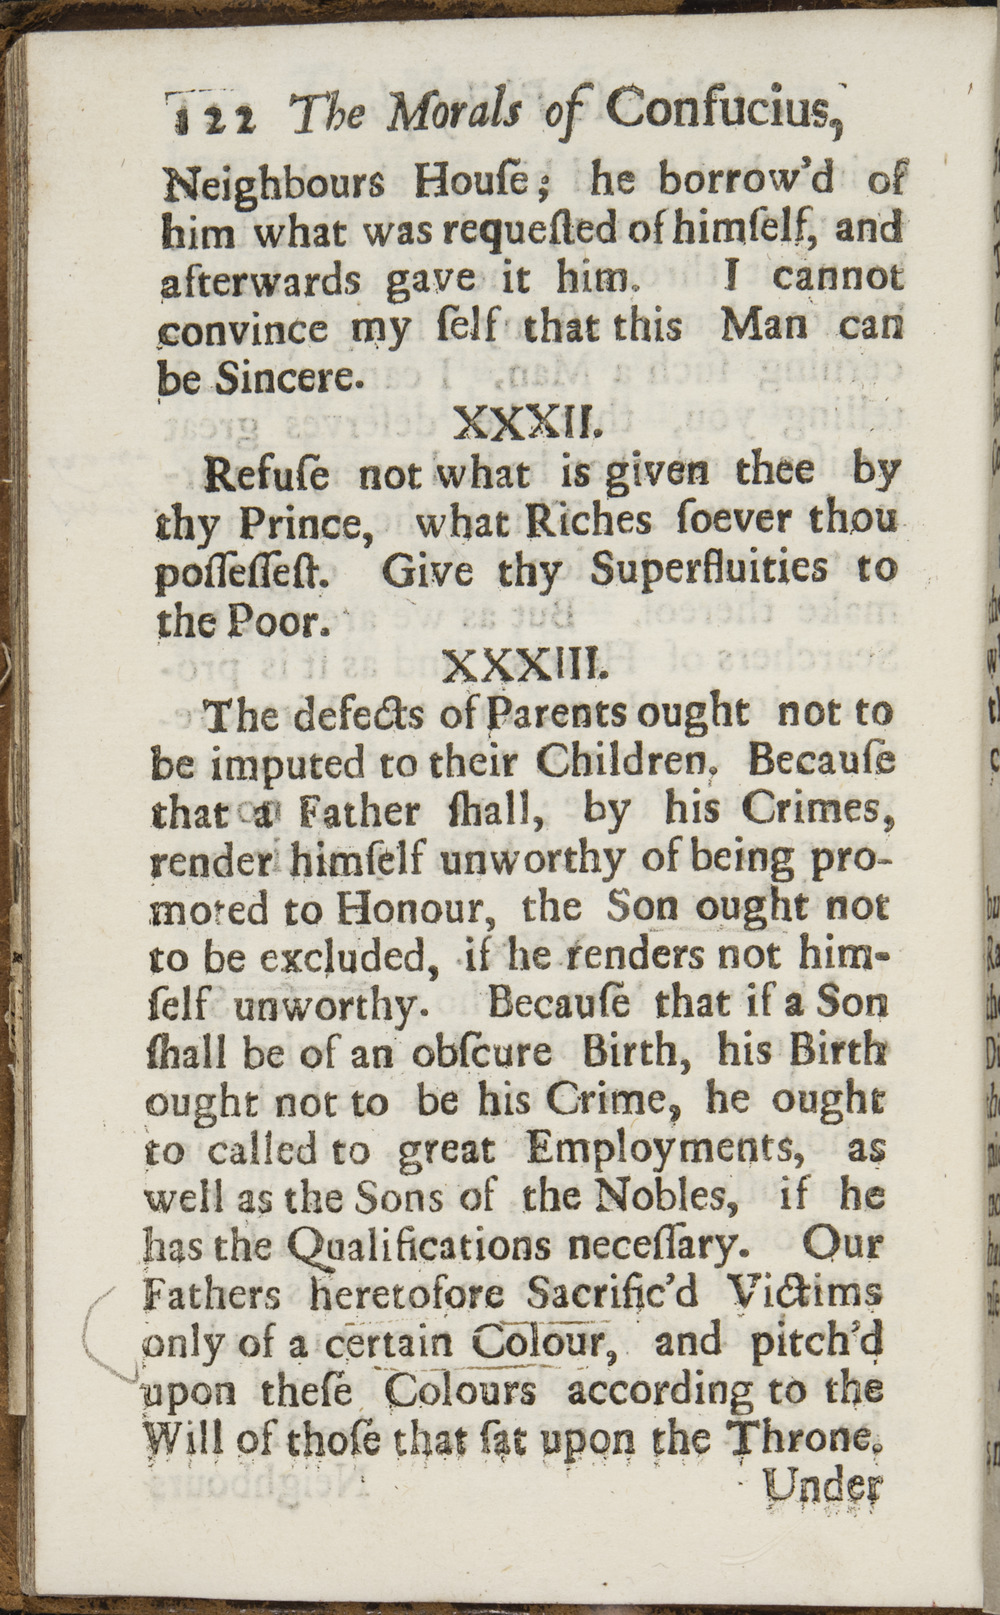 122 The Morals of Confucius,
Neighbours Houſe; he borrow'd of
him what was requeſted of himſelf, and
afterwards gave it him. I cannot
convince my ſelf that this Man can
be Sincere.
XXXII.
Refuſe not what is given thee by
thy Prince, what Riches ſoever thou
poſſeſſeſt. Give thy Superfluities to
the Poor.
XXXIII.
The defects of Parents ought not to
be imputed to their Children. Becauſe
that a Father ſhall, by his Crimes,
render himſelf unworthy of being pro-
moted to Honour, the Son ought not
to be excluded, if he renders not him-
ſelf unworthy. Becauſe that if a Son
ſhall be of an obſcure Birth, his Birth
ought not to be his Crime, he ought
to called to great Employments, as
well as the Sons of the Nobles, if he
has the Qualifications neceſſary. Our
Fathers heretofore Sacrific'd Victims
only of a certain Colour, and pitch'd
upon theſe Colours according to the
Will of thoſe that ſat upon the Throne.
Under